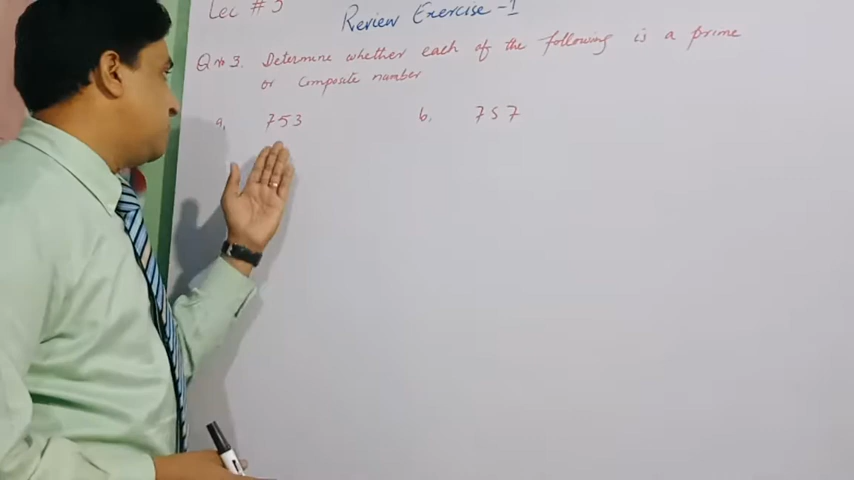 Lec # 3
Review Exercise -1
Q no 3. Determine whether each of the following is a prime
or composite number
a, 753 b. 757